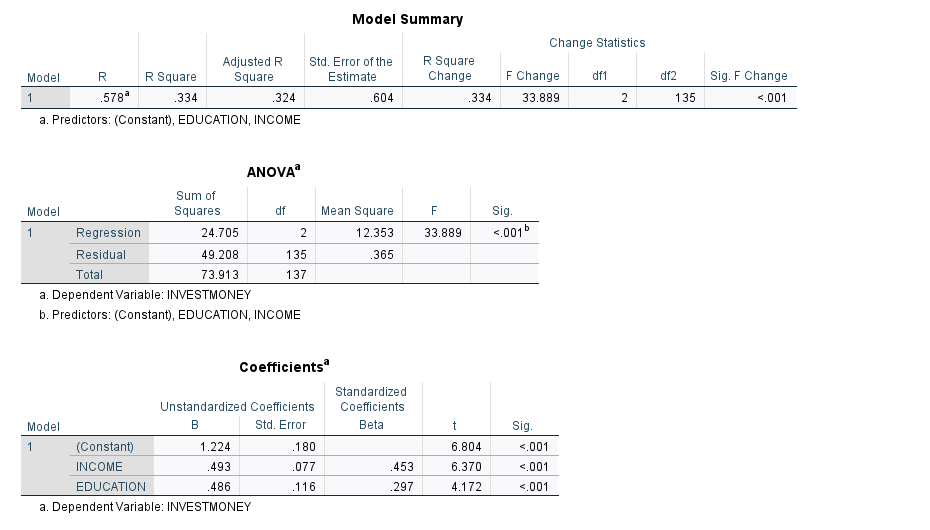 Model Summary
Change Statistics
Model R R Square Adjusted R Square Std. Error of the Estimate R Square Change F Change df1 df2 Sig. F Change
1 .578a .334 .324 .604 .334 33.889 2 135 <.001
a. Predictors: (Constant), EDUCATION, INCOME
ANOVAa
Model Sum of Squares df Mean Square F Sig.
1 Regression 24.705 2 12.353 33.889 <.001b
Residual 49.208 135 .365
Total 73.913 137
a. Dependent Variable: INVESTMONEY
b. Predictors: (Constant), EDUCATION, INCOME
Coefficientsa
Unstandardized Coefficients Standardized Coefficients
Model B Std. Error Beta t Sig.
1 (Constant) 1.224 .180 6.804 <.001
INCOME .493 .077 .453 6.370 <.001
EDUCATION .486 .116 .297 4.172 <.001
a. Dependent Variable: INVESTMONEY